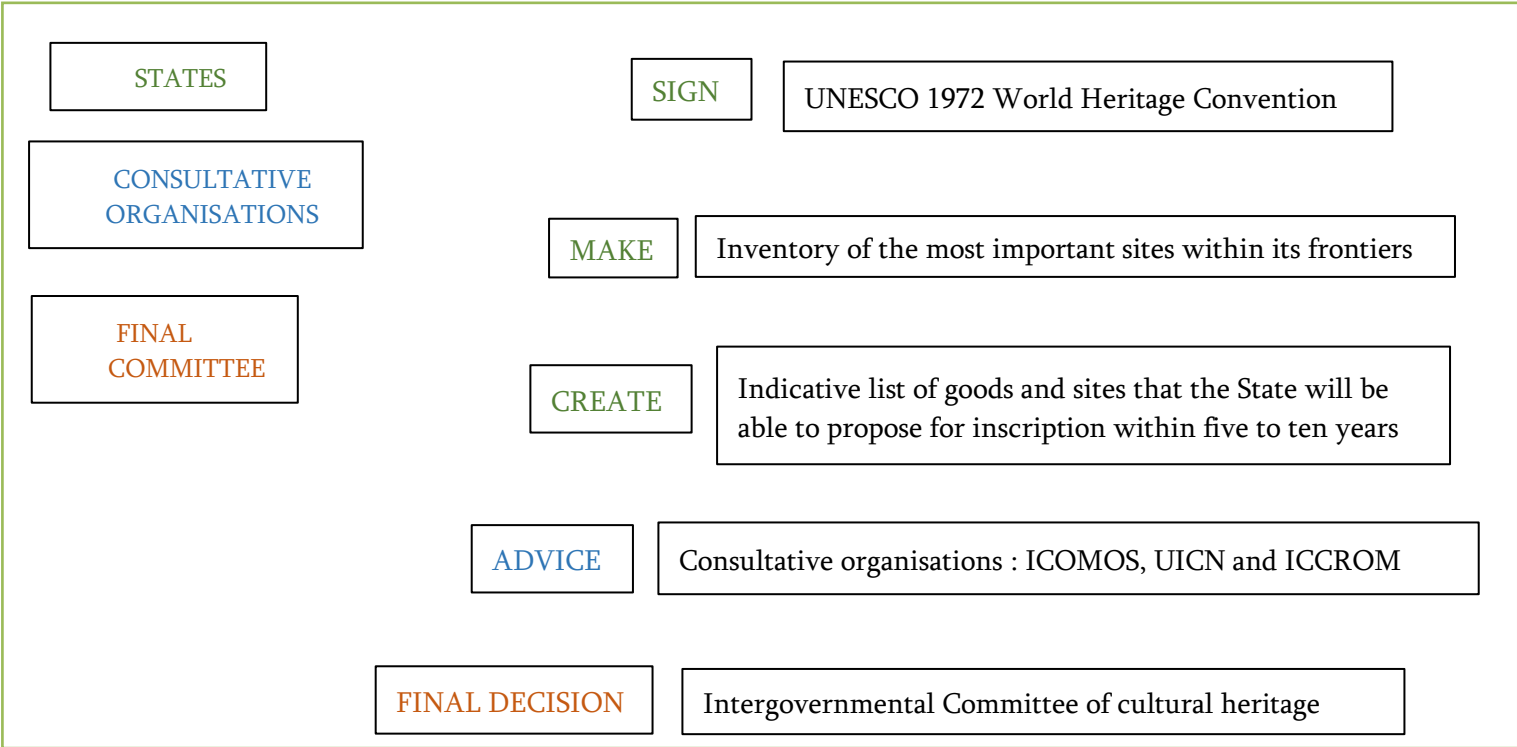 STATES
CONSULTATIVE
ORGANISATIONS
FINAL
COMMITTEE
SIGN
UNESCO 1972 World Heritage Convention
MAKE
Inventory of the most important sites within its frontiers
CREATE
Indicative list of goods and sites that the State will be
able to propose for inscription within five to ten years
ADVICE
Consultative organisations : ICOMOS, UICN and ICCROM
FINAL DECISION
Intergovernmental Committee of cultural heritage